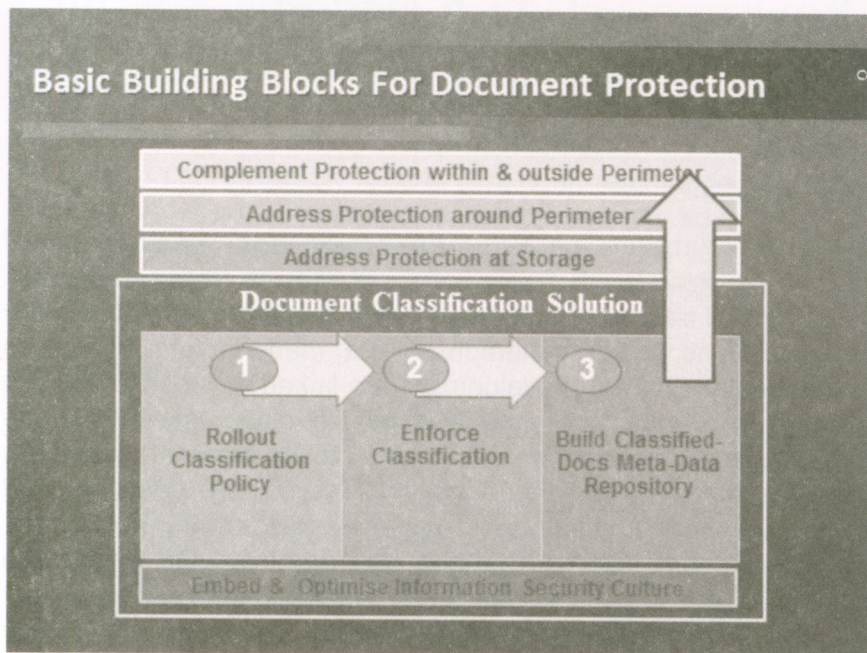 Basic Building Blocks For Document Protection
Complement Protection within & outside Perimeter
Address Protection around Perimeter
Address Protection at Storage
Document Classification Solution
1
2
3
Rollout
Classification
Policy
Enforce
Classification
Build Classified-
Docs Meta-Data
Repository
Embed & Optimise Information Security Culture